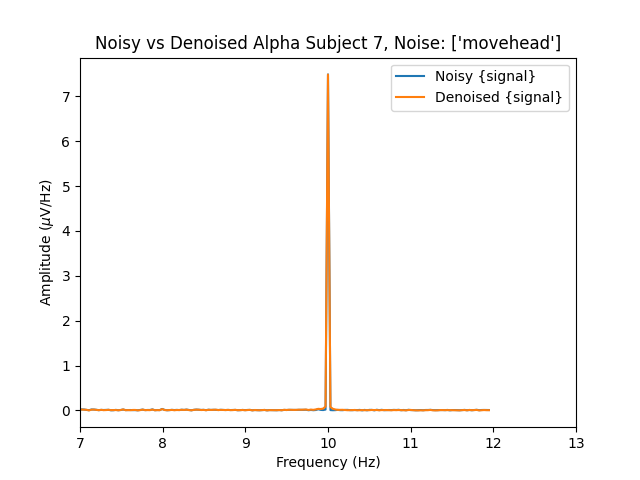 Noisy vs Denoised Alpha Subject 7, Noise: ['movehead']
Noisy {signal}
Denoised {signal}
7
6
5
4
3
2
1
0
Amplitude (μV/Hz)
7 8 9 10 11 12 13
Frequency (Hz)